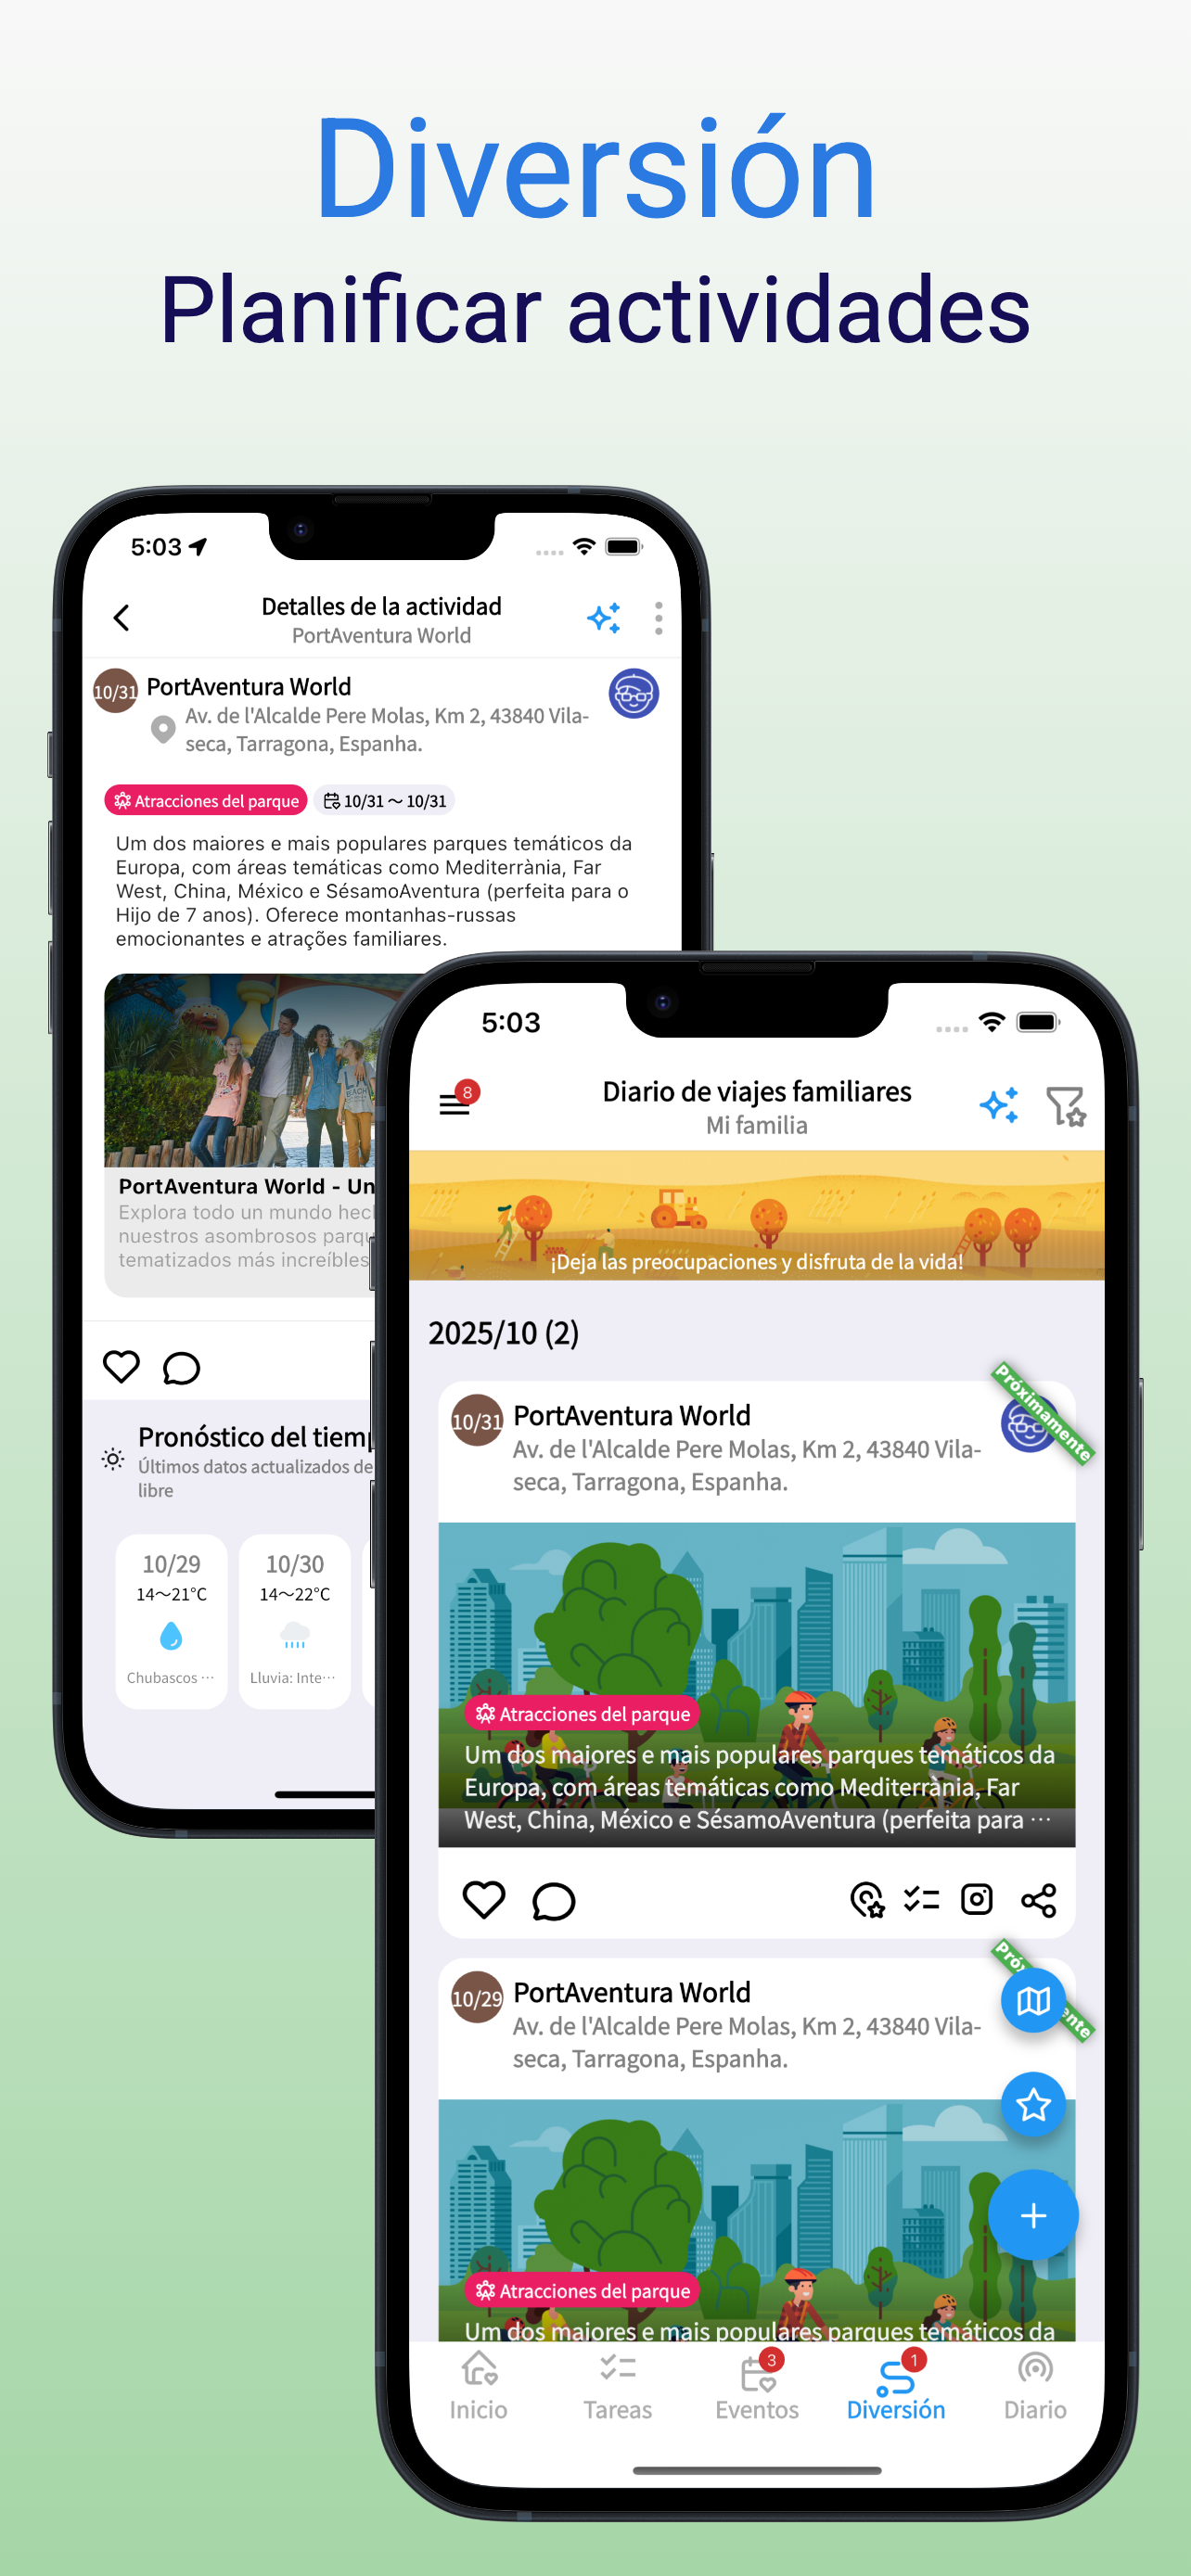 Diversión
Planificar actividades
5:03
Detalles de la actividad
PortAventura World
10/31
PortAventura World
Av. de l'Alcalde Pere Molas, Km 2, 43840 Vila-
seca, Tarragona, Espanha.
Atracciones del parque
10/31 ～ 10/31
Um dos maiores e mais populares parques temáticos da
Europa, com áreas temáticas como Mediterrània, Far
West, China, México e SésamoAventura (perfeita para o
Hijo de 7 anos). Oferece montanhas-russas
emocionantes e atrações familiares.
PortAventura World - Un
Explora todo un mundo hec
nuestros asombrosos parq
tematizados más increíbles
Pronóstico del tiem
Últimos datos actualizados de
libre
10/29
14～21°C
Chubascos ...
10/30
14～22°C
Lluvia: Inte...
5:03
8
Diario de viajes familiares
Mi familia
¡Deja las preocupaciones y disfruta de la vida!
2025/10 (2)
Próximamente
10/31
PortAventura World
Av. de l'Alcalde Pere Molas, Km 2, 43840 Vila-
seca, Tarragona, Espanha.
Atracciones del parque
Um dos maiores e mais populares parques temáticos da
Europa, com áreas temáticas como Mediterrània, Far
West, China, México e SésamoAventura (perfeita para ...
10/29
PortAventura World
Av. de l'Alcalde Pere Molas, Km 2, 43840 Vila-
seca, Tarragona, Espanha.
Atracciones del parque
Um dos maiores e mais populares parques temáticos da
Inicio
Tareas
3
Eventos
1
Diversión
Diario